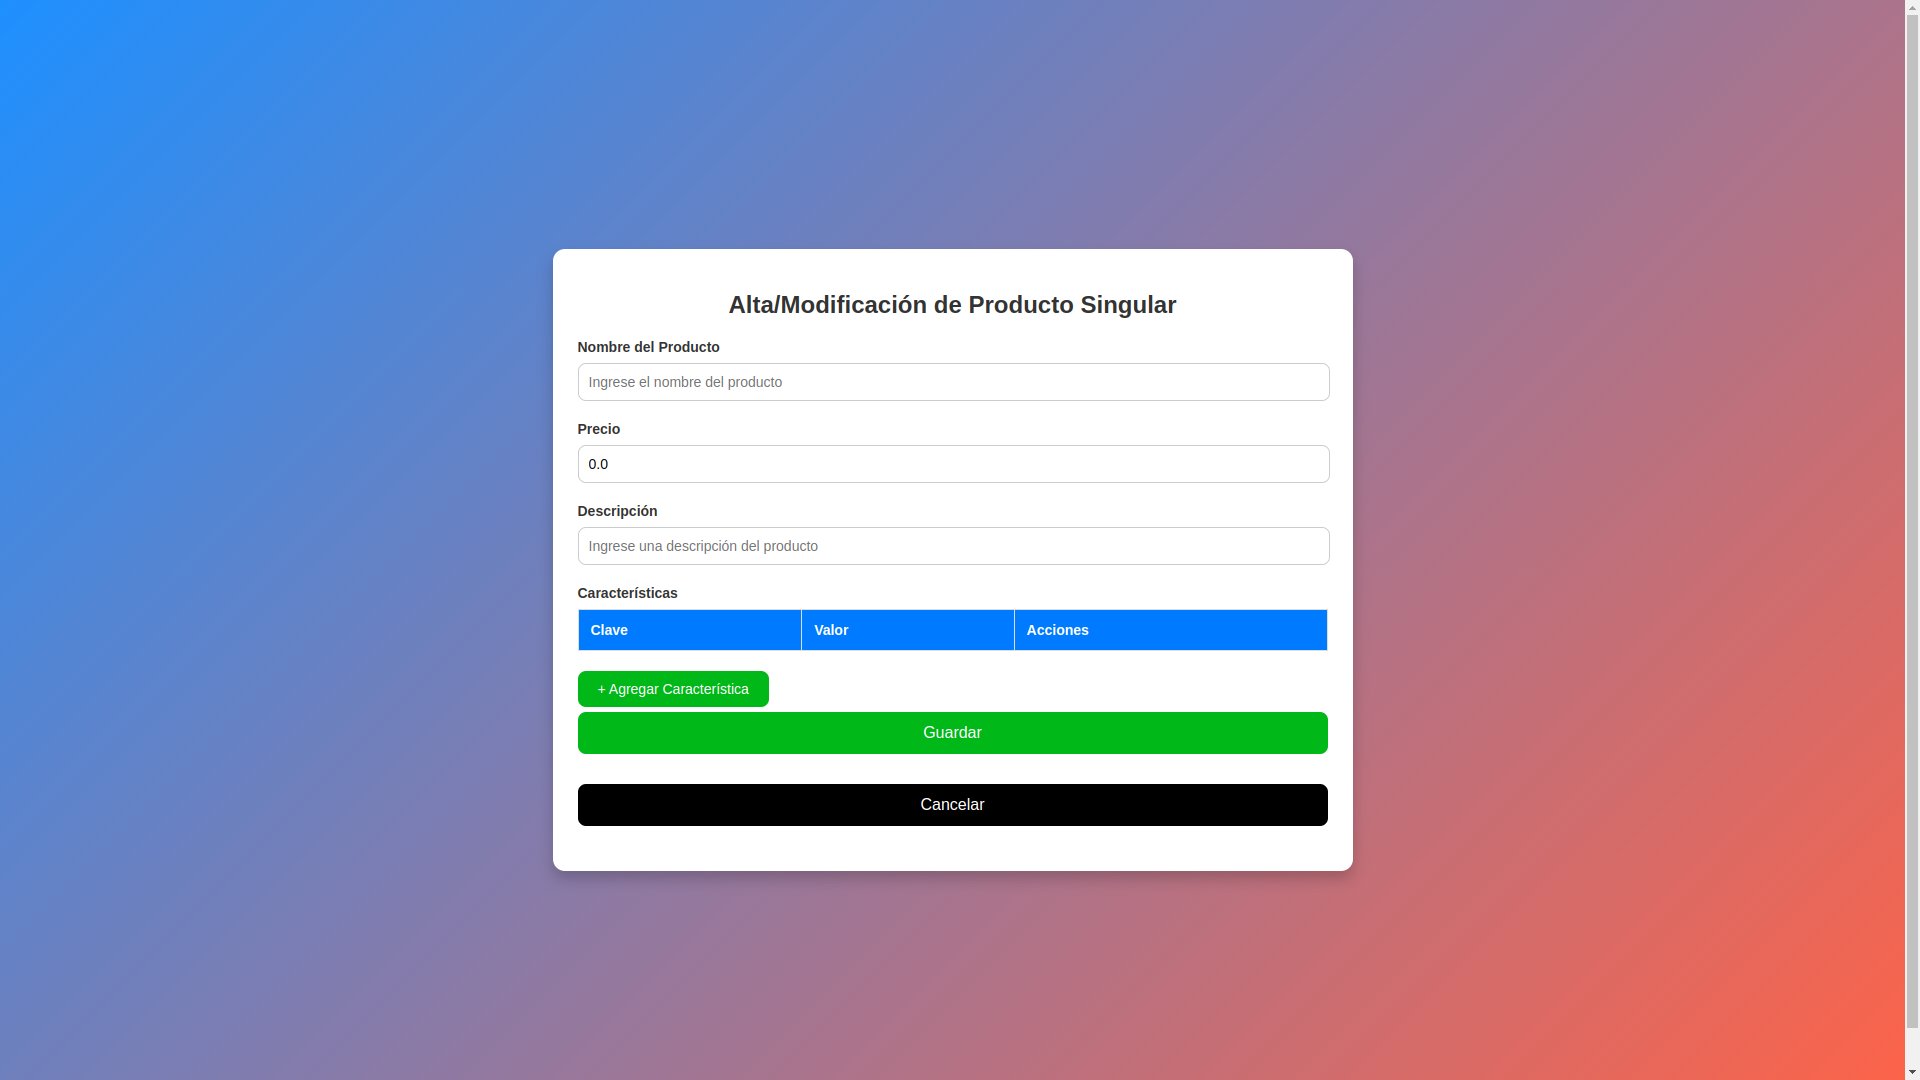 Alta/Modificación de Producto Singular
Nombre del Producto
Ingrese el nombre del producto
Precio
0.0
Descripción
Ingrese una descripción del producto
Características
Clave Valor Acciones
+ Agregar Característica
Guardar
Cancelar